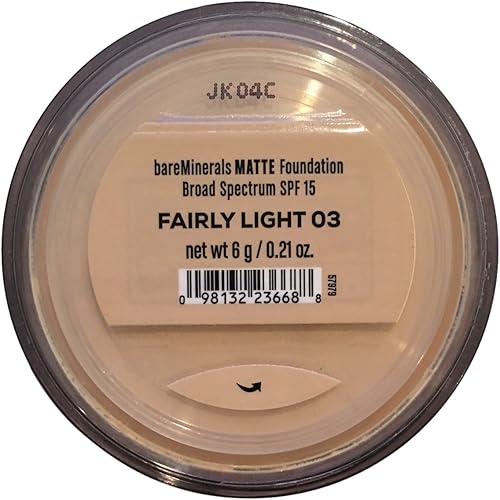 JK04C
bareMinerals MATTE Foundation
Broad Spectrum SPF 15
FAIRLY LIGHT 03
net wt 6 g / 0.21 oz.
57979
0 98132 23668 8